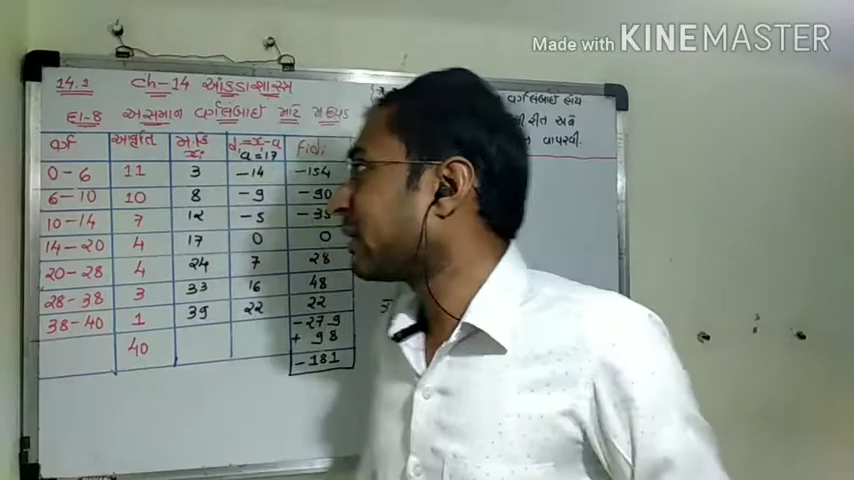 Made with KINEMASTER
14.1 Ch-14 આંકડાશાસ્ત્ર
દા-8 અસમાન વર્ગલંબાઈ માટે મધ્યક
વર્ગલંબાઈ હોય
રીત અને
વાપરવી.
વર્ગ આવૃતિ મ.કિં xᵢ dᵢ=xᵢ-a a=17 fidi
0-6 11 3 -14 -154
6-10 10 8 -9 -90
10-14 7 12 -5 -35
14-20 4 17 0 0
20-28 4 24 7 28
28-38 3 33 16 48
38-40 1 39 22 22
40 -279
+ 98
-181